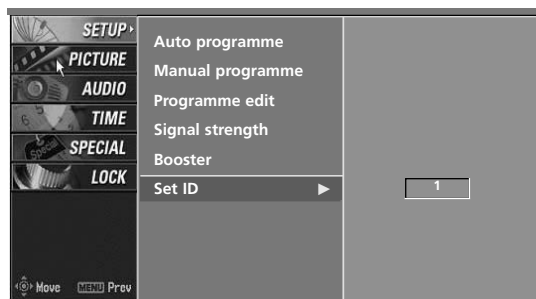 SETUP
PICTURE
AUDIO
TIME
SPECIAL
LOCK
Move MENU Prev
Auto programme
Manual programme
Programme edit
Signal strength
Booster
Set ID
1